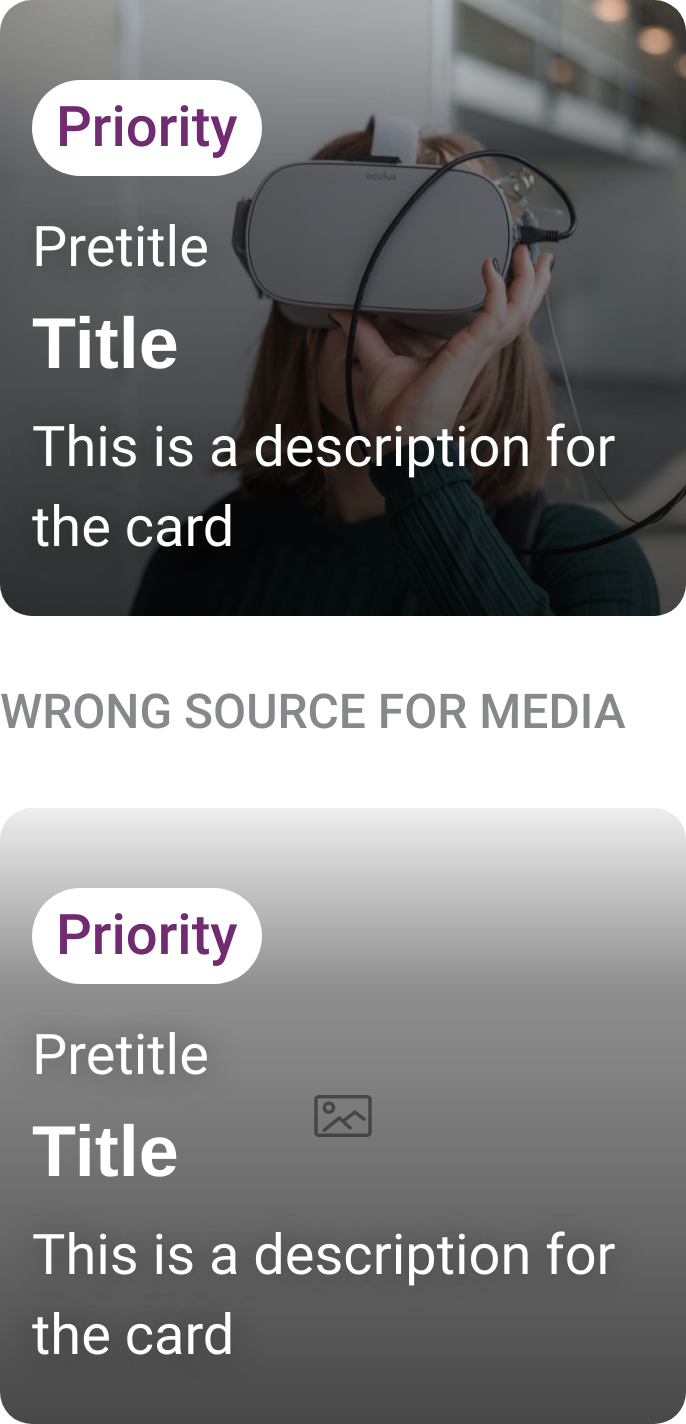 Priority
oculus
Pretitle
Title
This is a description for
the card
WRONG SOURCE FOR MEDIA
Priority
Pretitle
Title
This is a description for
the card